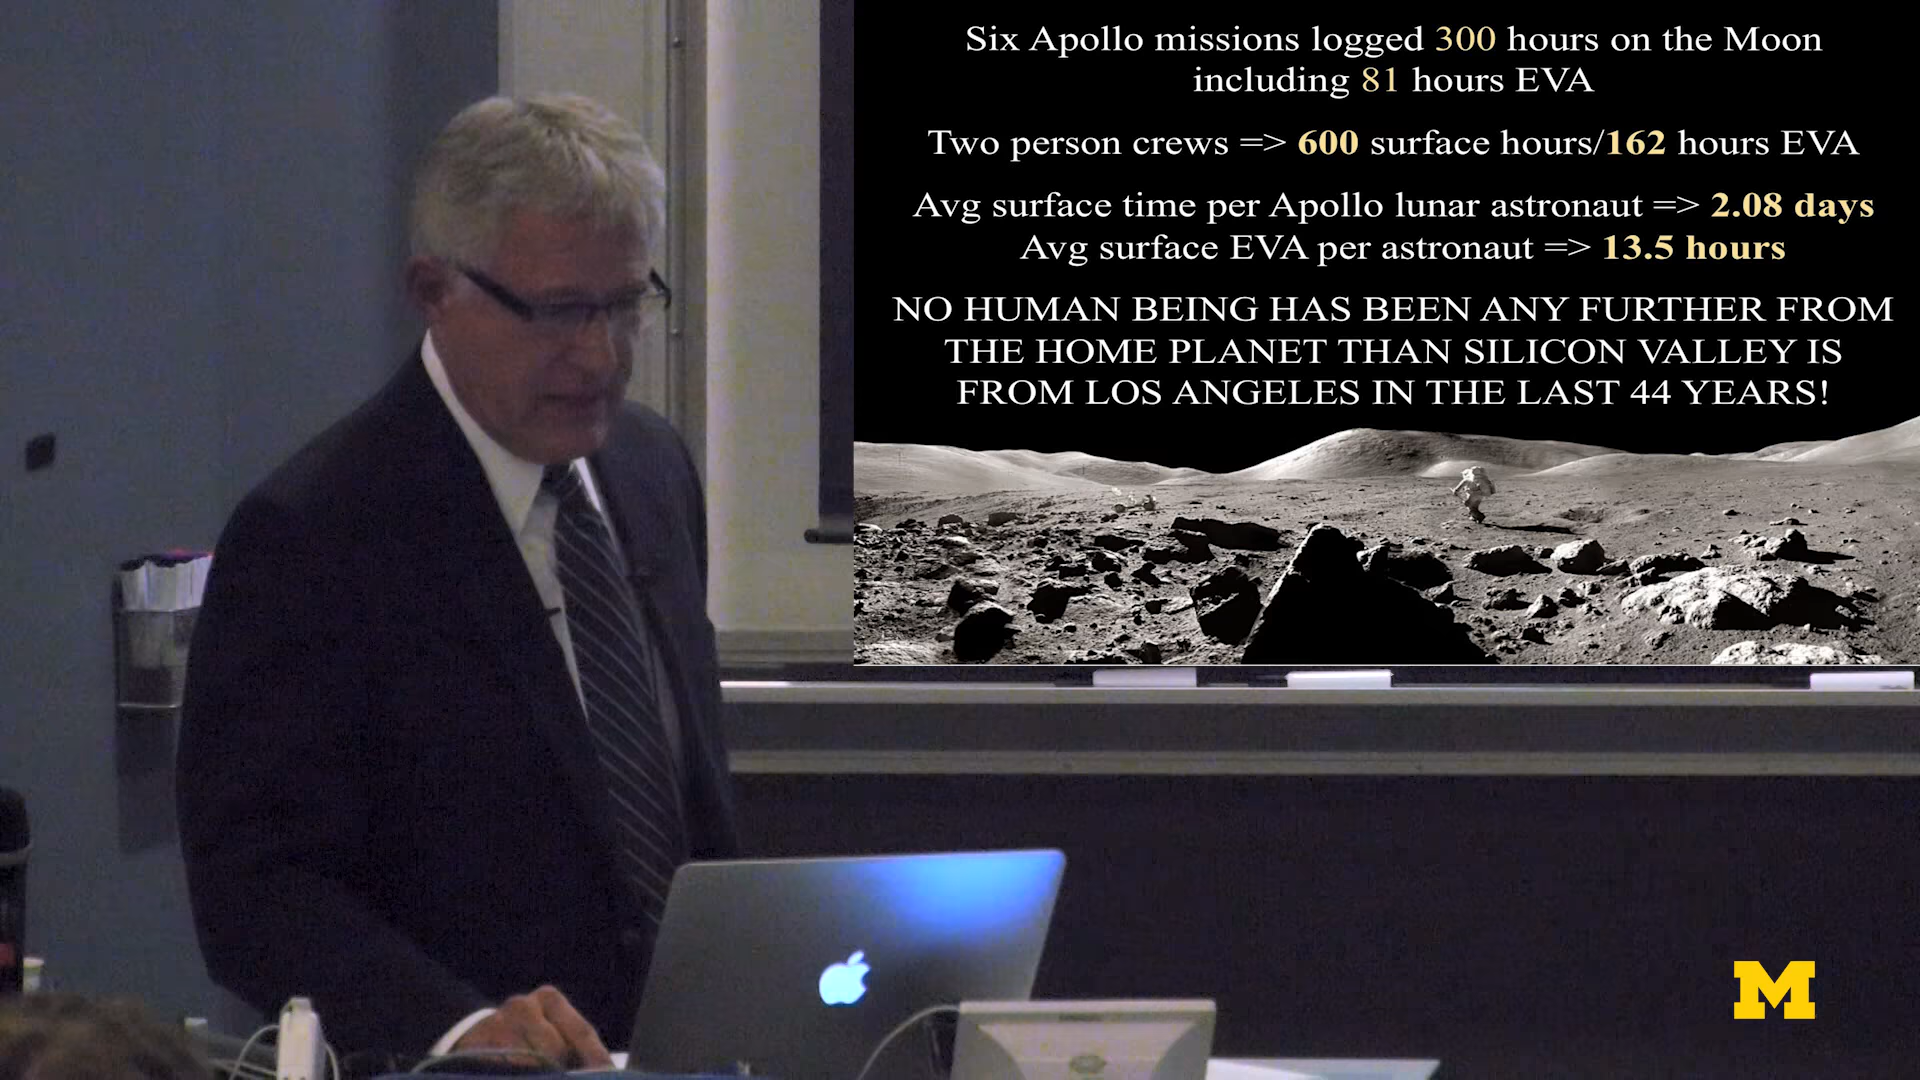 Six Apollo missions logged 300 hours on the Moon
including 81 hours EVA
Two person crews => 600 surface hours/162 hours EVA
Avg surface time per Apollo lunar astronaut => 2.08 days
Avg surface EVA per astronaut => 13.5 hours
NO HUMAN BEING HAS BEEN ANY FURTHER FROM
THE HOME PLANET THAN SILICON VALLEY IS
FROM LOS ANGELES IN THE LAST 44 YEARS!
M